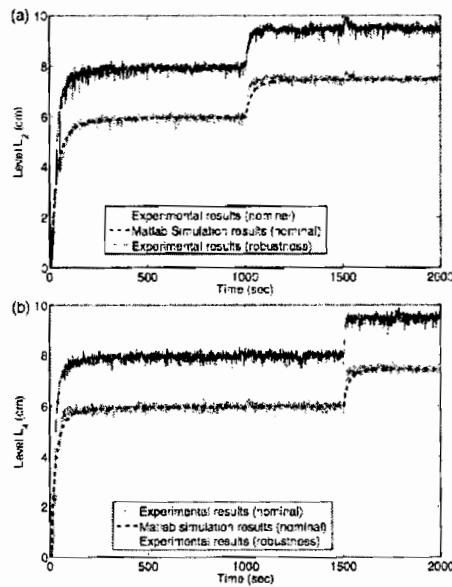 (a)
10
8
6
4
2
0
Level L2 (cm)
Experimental results (nominer)
Matlab Simulation results (nominal)
Experimental results (robustness)
0 500 1000 1500 2000
Time (sec)
(b)
10
8
6
4
2
0
Level L4 (cm)
Experimental results (nominal)
Matlab simulation results (nominal)
Experimental results (robustness)
0 500 1000 1500 2000
Time (sec)